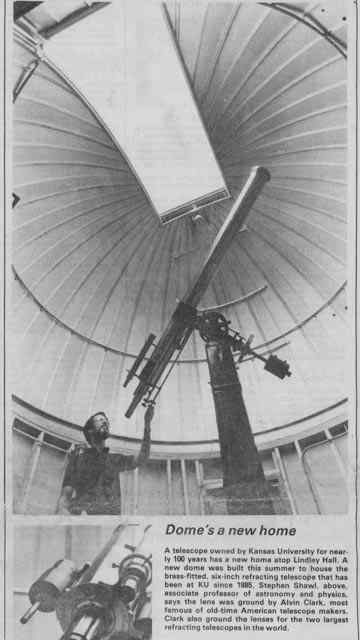 Dome's a new home
A telescope owned by Kansas University for near-
ly 100 years has a new home atop Lindley Hall. A
new dome was built this summer to house the
brass-fitted, six-inch refracting telescope that has
been at KU since 1885. Stephen Shawl, above,
associate professor of astronomy and physics,
says the lens was ground by Alvin Clark, most
famous of old-time American telescope makers.
Clark also ground the lenses for the two largest
refracting telescopes in the world.